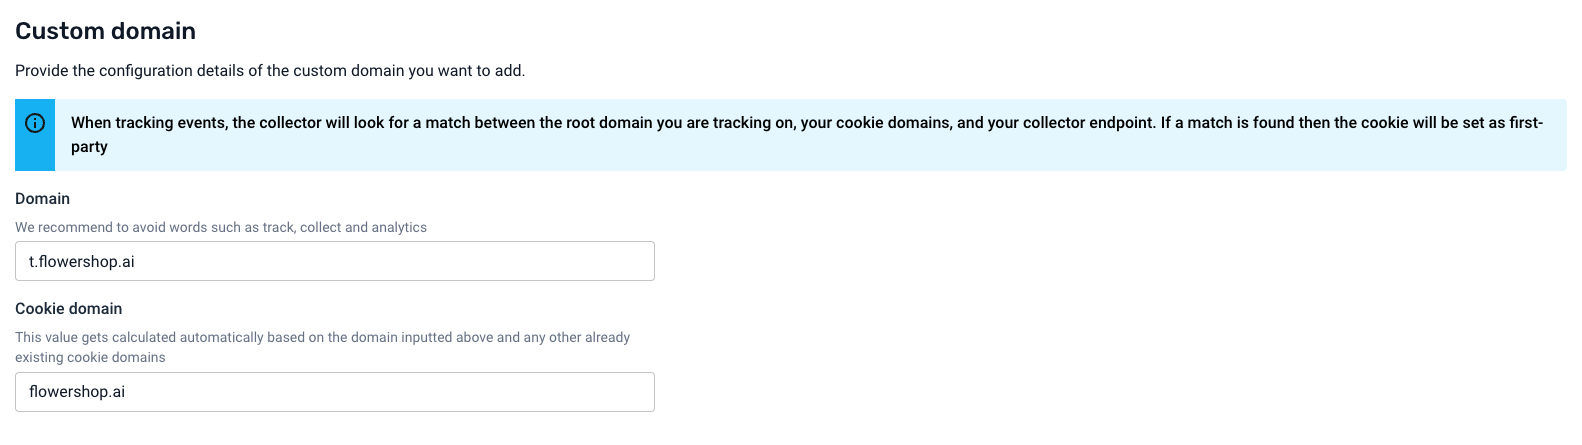 Custom domain
Provide the configuration details of the custom domain you want to add.
When tracking events, the collector will look for a match between the root domain you are tracking on, your cookie domains, and your collector endpoint. If a match is found then the cookie will be set as first-
party
Domain
We recommend to avoid words such as track, collect and analytics
t.flowershop.ai
Cookie domain
This value gets calculated automatically based on the domain inputted above and any other already
existing cookie domains
flowershop.ai